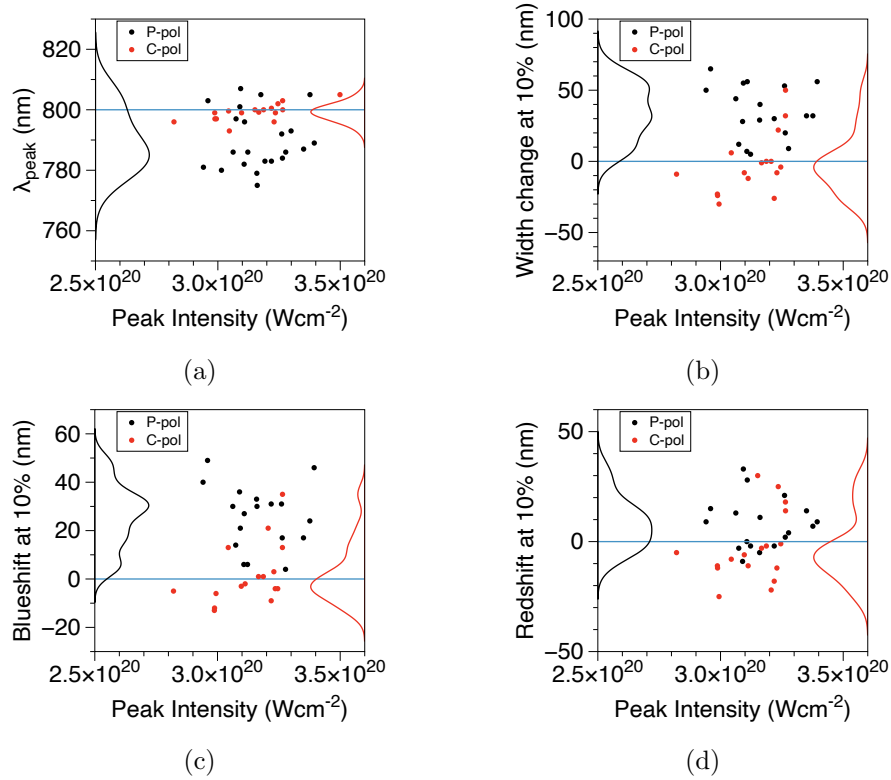 820
800
780
760
λpeak (nm)
P-pol
C-pol
2.5×10²⁰
3.0×10²⁰
3.5×10²⁰
Peak Intensity (Wcm⁻²)
(a)
100
50
0
−50
Width change at 10% (nm)
P-pol
C-pol
2.5×10²⁰
3.0×10²⁰
3.5×10²⁰
Peak Intensity (Wcm⁻²)
(b)
60
40
20
0
−20
Blueshift at 10% (nm)
P-pol
C-pol
2.5×10²⁰
3.0×10²⁰
3.5×10²⁰
Peak Intensity (Wcm⁻²)
(c)
50
0
−50
Redshift at 10% (nm)
P-pol
C-pol
2.5×10²⁰
3.0×10²⁰
3.5×10²⁰
Peak Intensity (Wcm⁻²)
(d)